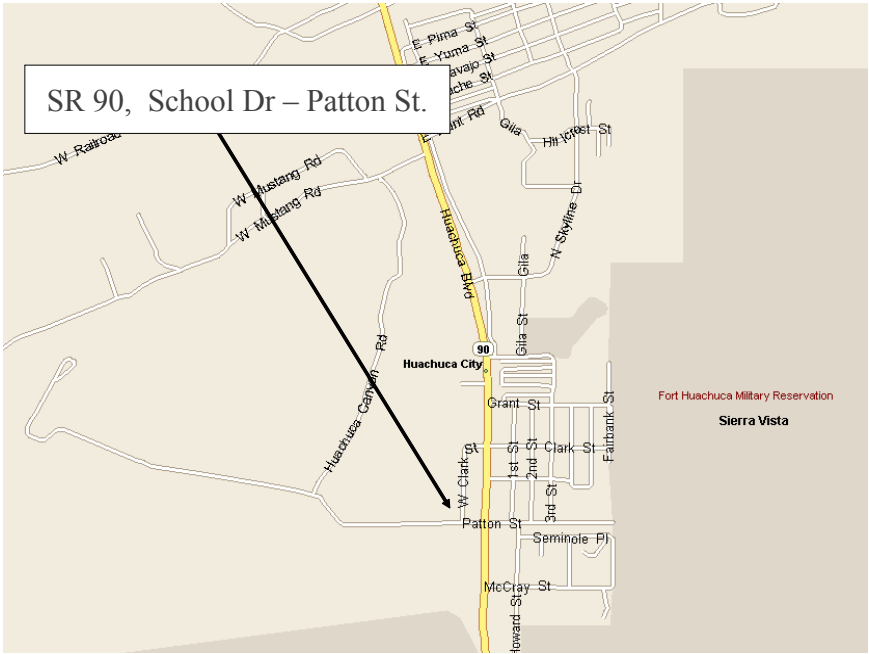 E Pima St
E Yuma St
avajo St
ache St
SR 90, School Dr – Patton St.
Rd
Gila
Hillcrest St
W Railroad
W Mustang Rd
W Mustang Rd
N Skyline Dr
Huachuca Blvd
Gila
Gila St
90
Huachuca City
Huachuca Canyon Rd
Fort Huachuca Military Reservation
Sierra Vista
Grant St
Fairbank St
W Clark St
1st St
2nd St
Clark St
3rd St
Patton St
Seminole Pl
McCray St
Howard St